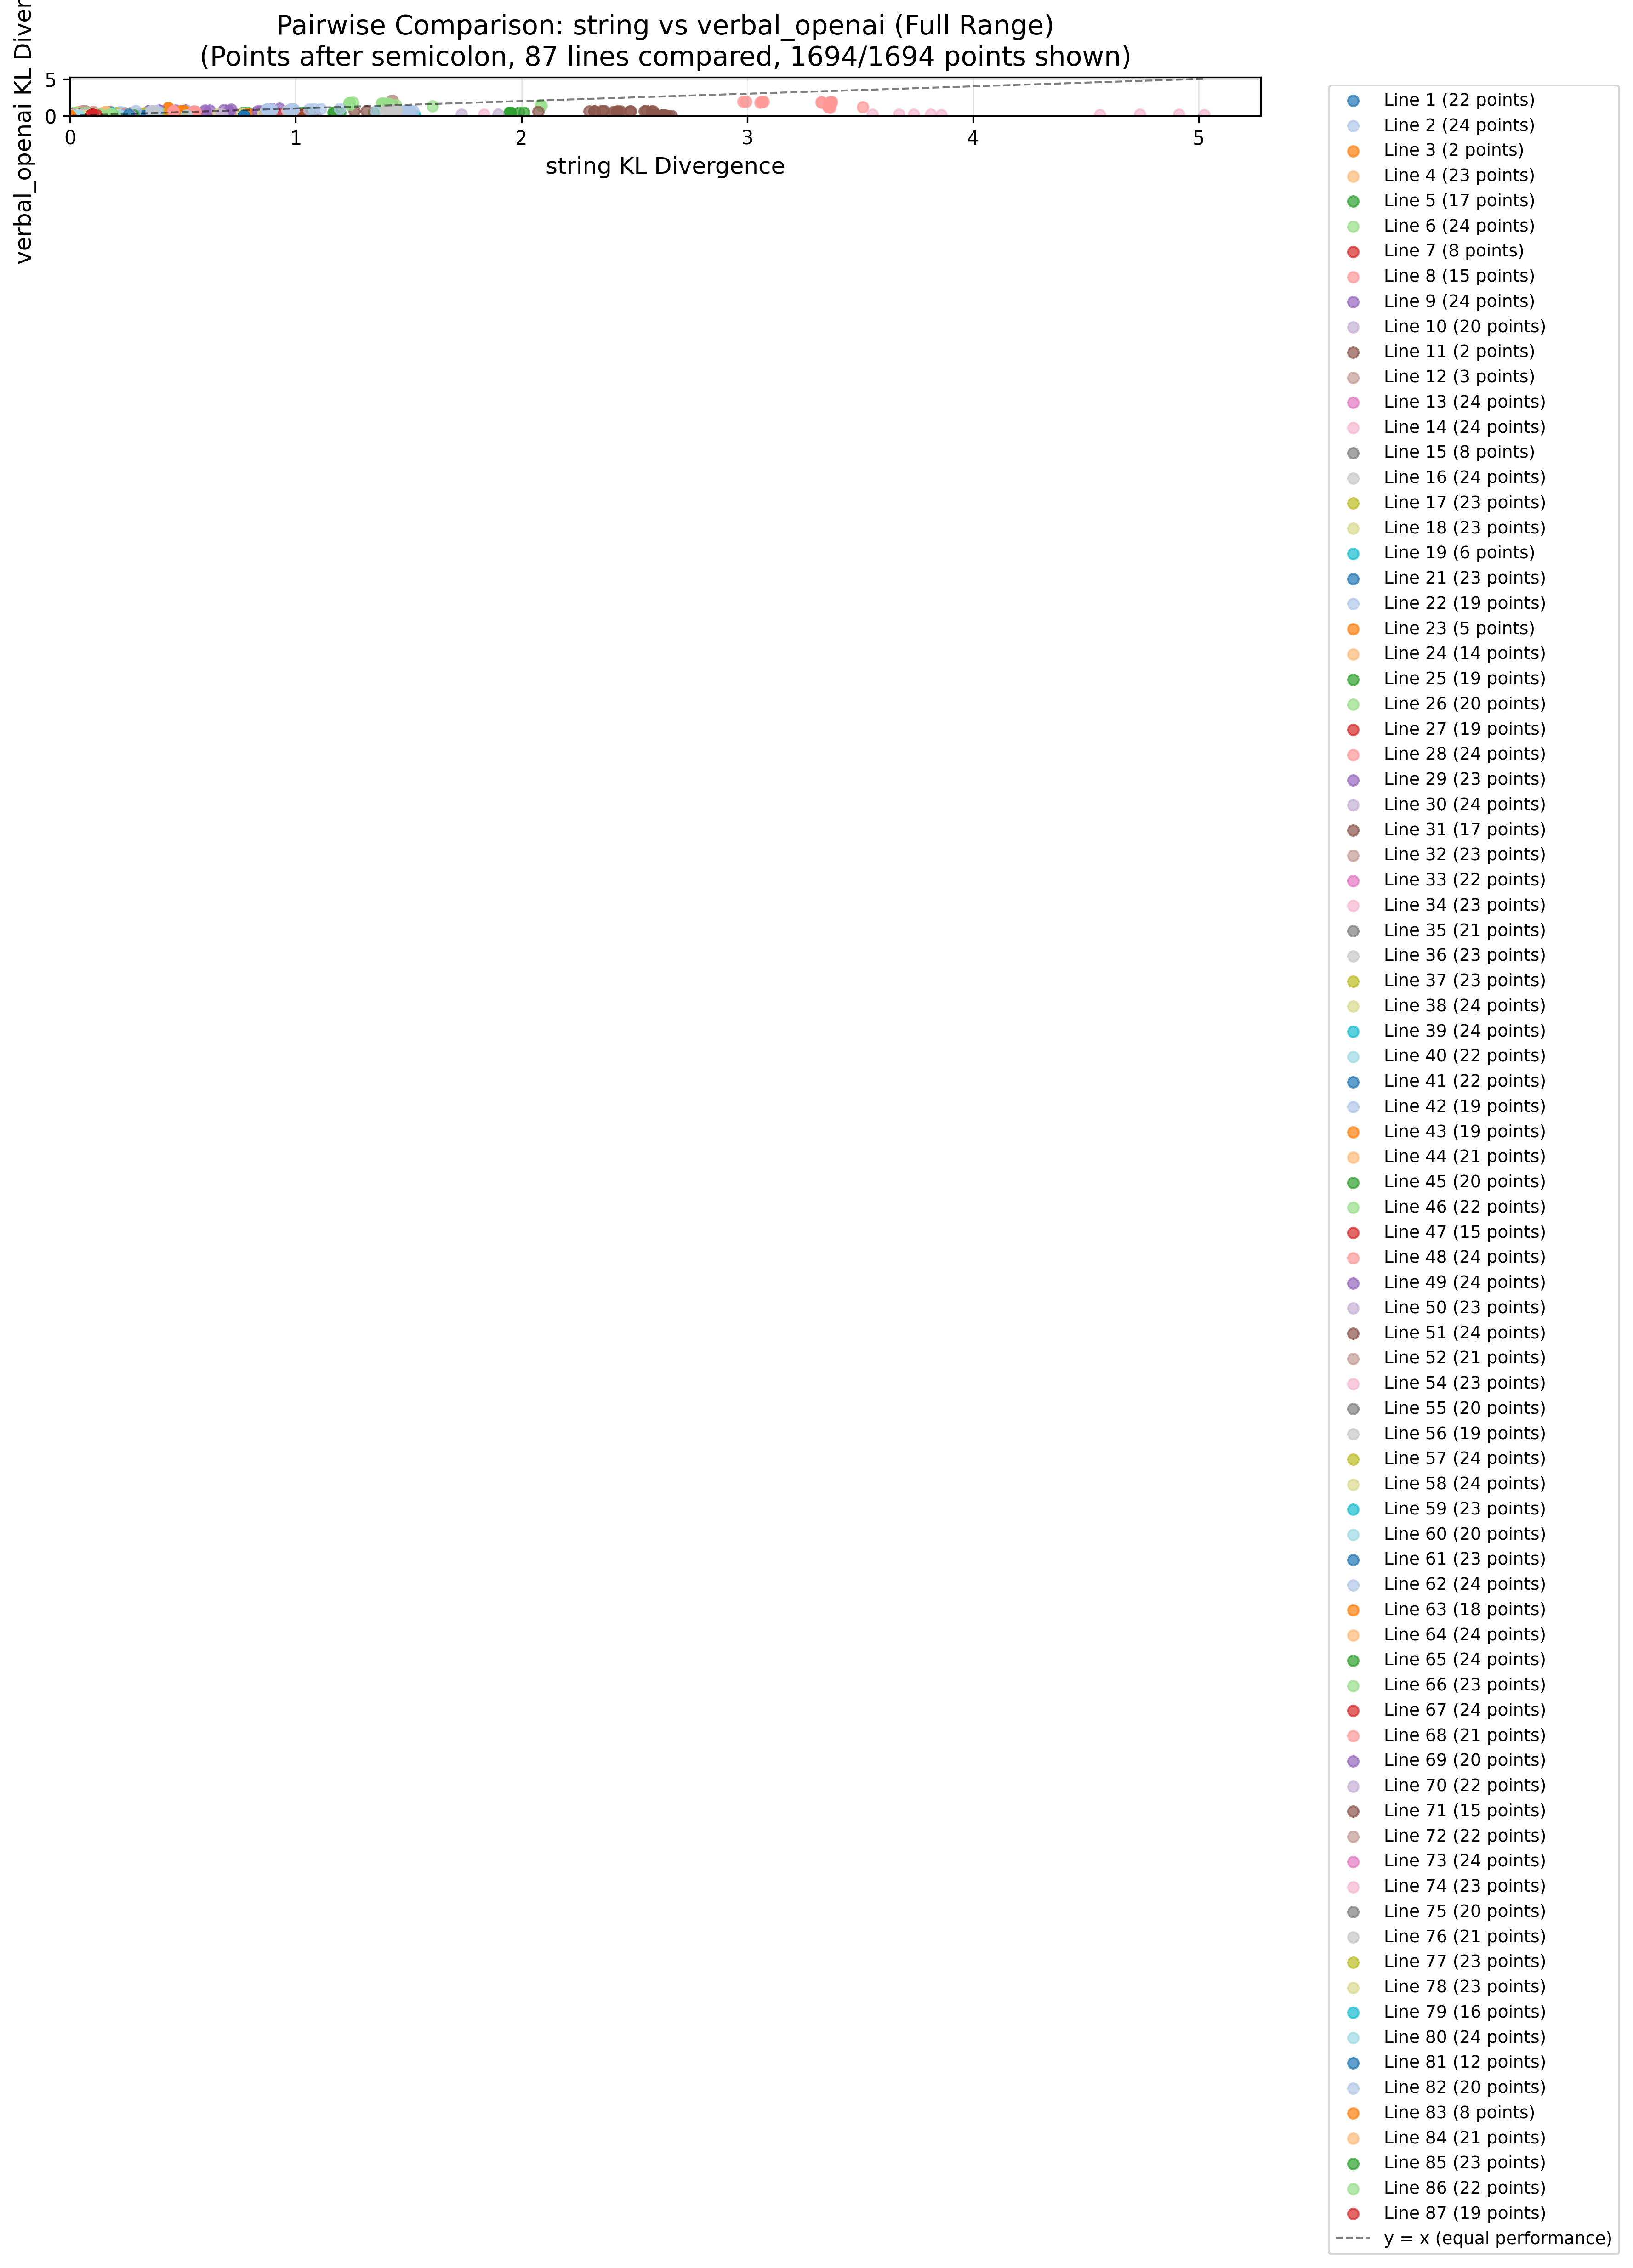 Pairwise Comparison: string vs verbal_openai (Full Range)
(Points after semicolon, 87 lines compared, 1694/1694 points shown)
verbal_openai KL Diver
5
0
0 1 2 3 4 5
string KL Divergence
Line 1 (22 points)
Line 2 (24 points)
Line 3 (2 points)
Line 4 (23 points)
Line 5 (17 points)
Line 6 (24 points)
Line 7 (8 points)
Line 8 (15 points)
Line 9 (24 points)
Line 10 (20 points)
Line 11 (2 points)
Line 12 (3 points)
Line 13 (24 points)
Line 14 (24 points)
Line 15 (8 points)
Line 16 (24 points)
Line 17 (23 points)
Line 18 (23 points)
Line 19 (6 points)
Line 21 (23 points)
Line 22 (19 points)
Line 23 (5 points)
Line 24 (14 points)
Line 25 (19 points)
Line 26 (20 points)
Line 27 (19 points)
Line 28 (24 points)
Line 29 (23 points)
Line 30 (24 points)
Line 31 (17 points)
Line 32 (23 points)
Line 33 (22 points)
Line 34 (23 points)
Line 35 (21 points)
Line 36 (23 points)
Line 37 (23 points)
Line 38 (24 points)
Line 39 (24 points)
Line 40 (22 points)
Line 41 (22 points)
Line 42 (19 points)
Line 43 (19 points)
Line 44 (21 points)
Line 45 (20 points)
Line 46 (22 points)
Line 47 (15 points)
Line 48 (24 points)
Line 49 (24 points)
Line 50 (23 points)
Line 51 (24 points)
Line 52 (21 points)
Line 54 (23 points)
Line 55 (20 points)
Line 56 (19 points)
Line 57 (24 points)
Line 58 (24 points)
Line 59 (23 points)
Line 60 (20 points)
Line 61 (23 points)
Line 62 (24 points)
Line 63 (18 points)
Line 64 (24 points)
Line 65 (24 points)
Line 66 (23 points)
Line 67 (24 points)
Line 68 (21 points)
Line 69 (20 points)
Line 70 (22 points)
Line 71 (15 points)
Line 72 (22 points)
Line 73 (24 points)
Line 74 (23 points)
Line 75 (20 points)
Line 76 (21 points)
Line 77 (23 points)
Line 78 (23 points)
Line 79 (16 points)
Line 80 (24 points)
Line 81 (12 points)
Line 82 (20 points)
Line 83 (8 points)
Line 84 (21 points)
Line 85 (23 points)
Line 86 (22 points)
Line 87 (19 points)
y = x (equal performance)